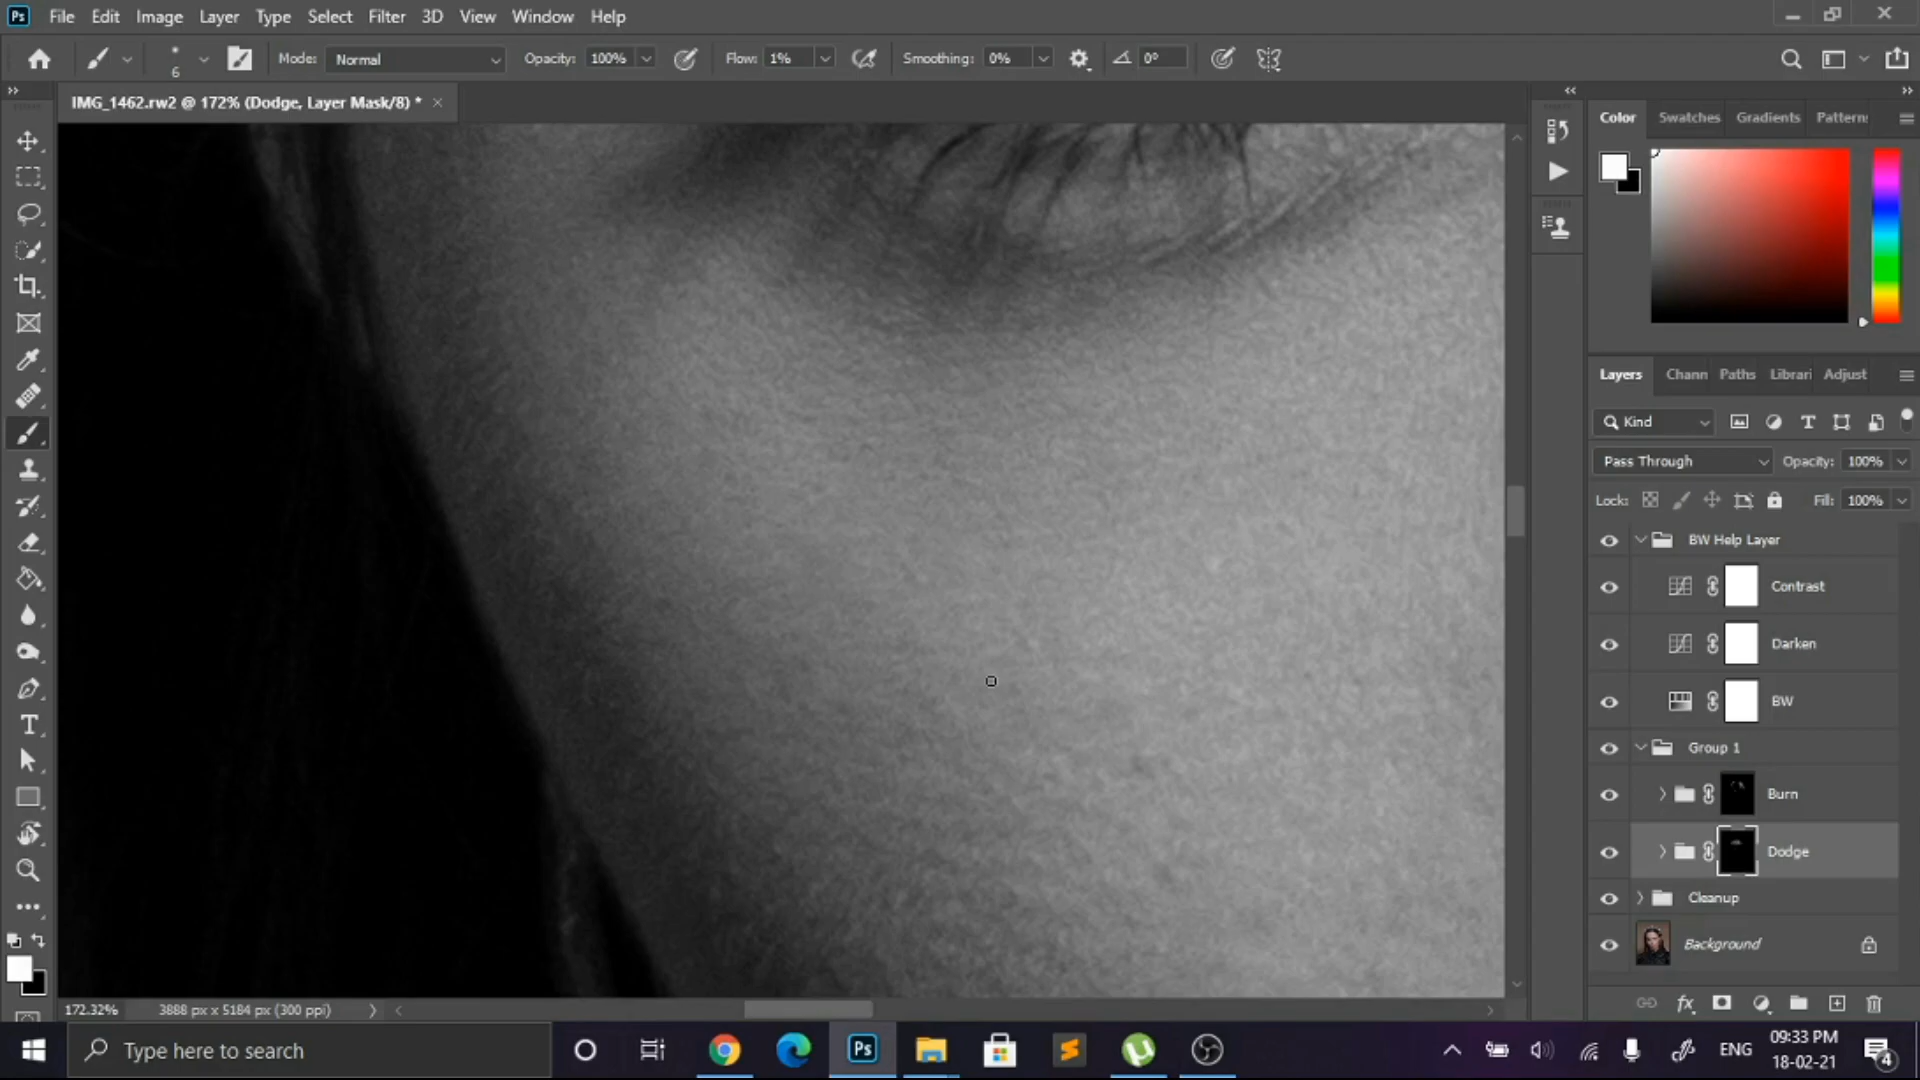 Ps File Edit Image Layer Type Select Filter 3D View Window Help
6 Mode: Normal Opacity: 100% Flow: 1% Smoothing: 0% 0°
IMG_1462.rw2 @ 172% (Dodge, Layer Mask/8) *
Color Swatches Gradients Pattern
Layers Chann Paths Librari Adjust
Kind
Pass Through Opacity: 100%
Lock: Fill: 100%
BW Help Layer
Contrast
Darken
BW
Group 1
Burn
Dodge
Cleanup
Background
172.32% 3888 px x 5184 px (300 ppi)
fx
Type here to search
Ps
ENG
09:33 PM
18-02-21
4